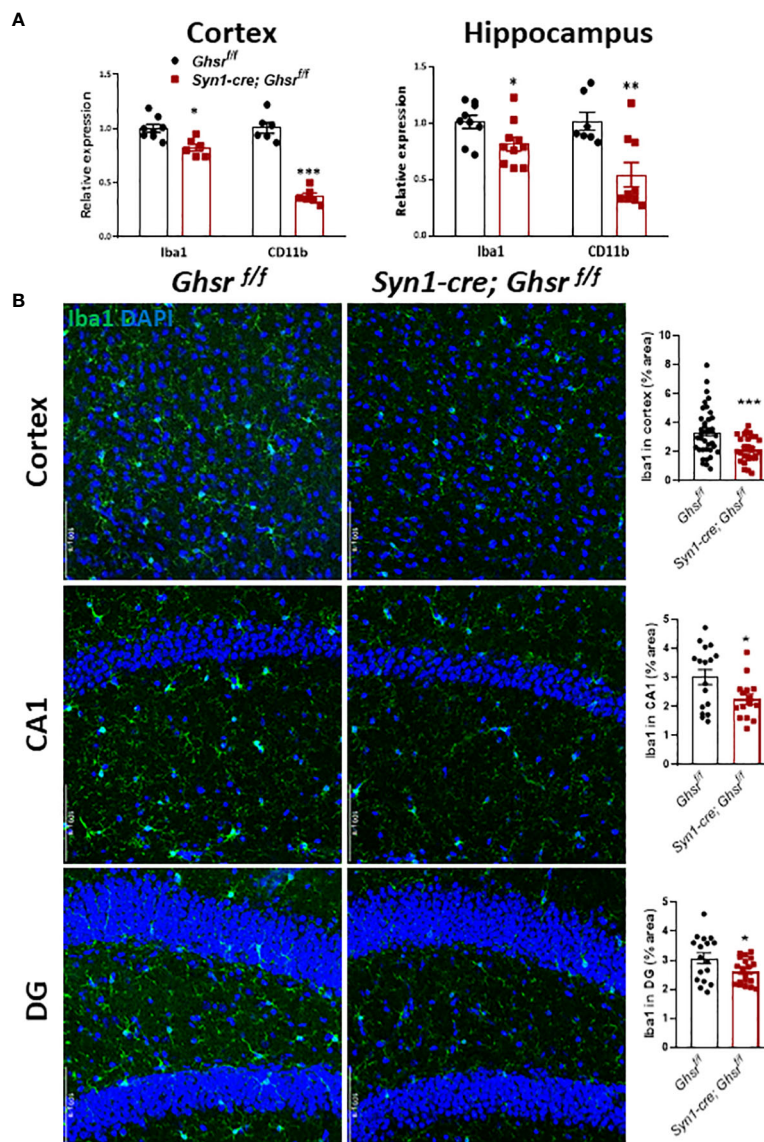 A
Cortex
Hippocampus
Ghsr f/f
Syn1-cre; Ghsr f/f
Relative expression
1.5
1.0
0.5
0.0
*
***
Iba1
CD11b
Relative expression
1.5
1.0
0.5
0.0
*
**
Iba1
CD11b
Ghsr f/f
Syn1-cre; Ghsr f/f
B
Iba1 DAPI
Cortex
Iba1 in cortex (% area)
10
8
6
4
2
0
***
Ghsr f/f
Syn1-cre; Ghsr f/f
CA1
Iba1 in CA1 (% area)
5
4
3
2
1
0
*
Ghsr f/f
Syn1-cre; Ghsr f/f
DG
Iba1 in DG (% area)
5
4
3
2
1
0
*
Ghsr f/f
Syn1-cre; Ghsr f/f